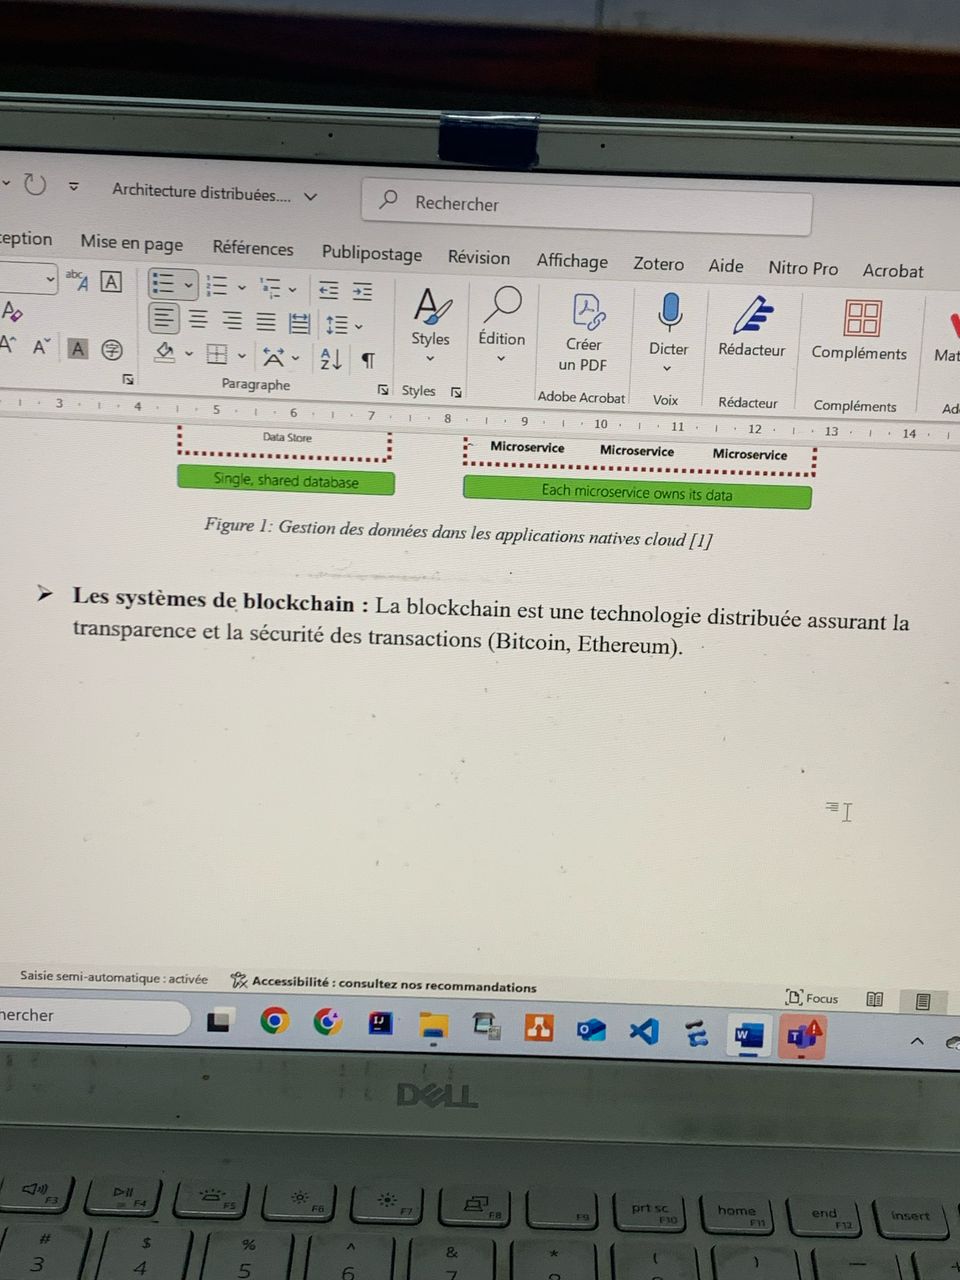 Architecture distribuées....
Rechercher
Mise en page Références Publipostage Révision Affichage Zotero Aide Nitro Pro Acrobat
Styles
Édition
Créer
un PDF
Dicter
Rédacteur
Compléments
Paragraphe
Styles
Adobe Acrobat
Voix
Rédacteur
Compléments
3 4 5 6 7 8 9 10 11 12 13 14
Data Store
Microservice Microservice Microservice
Single, shared database
Each microservice owns its data
Figure 1: Gestion des données dans les applications natives cloud [1]
➤ Les systèmes de blockchain : La blockchain est une technologie distribuée assurant la
transparence et la sécurité des transactions (Bitcoin, Ethereum).
Saisie semi-automatique : activée
Accessibilité : consultez nos recommandations
Focus
DELL
F3 F4 F5 F6 F7 F8 F9
prt sc F10
home F11
end F12
insert
# 3
$ 4
% 5
^ 6
& 7
*
(
)